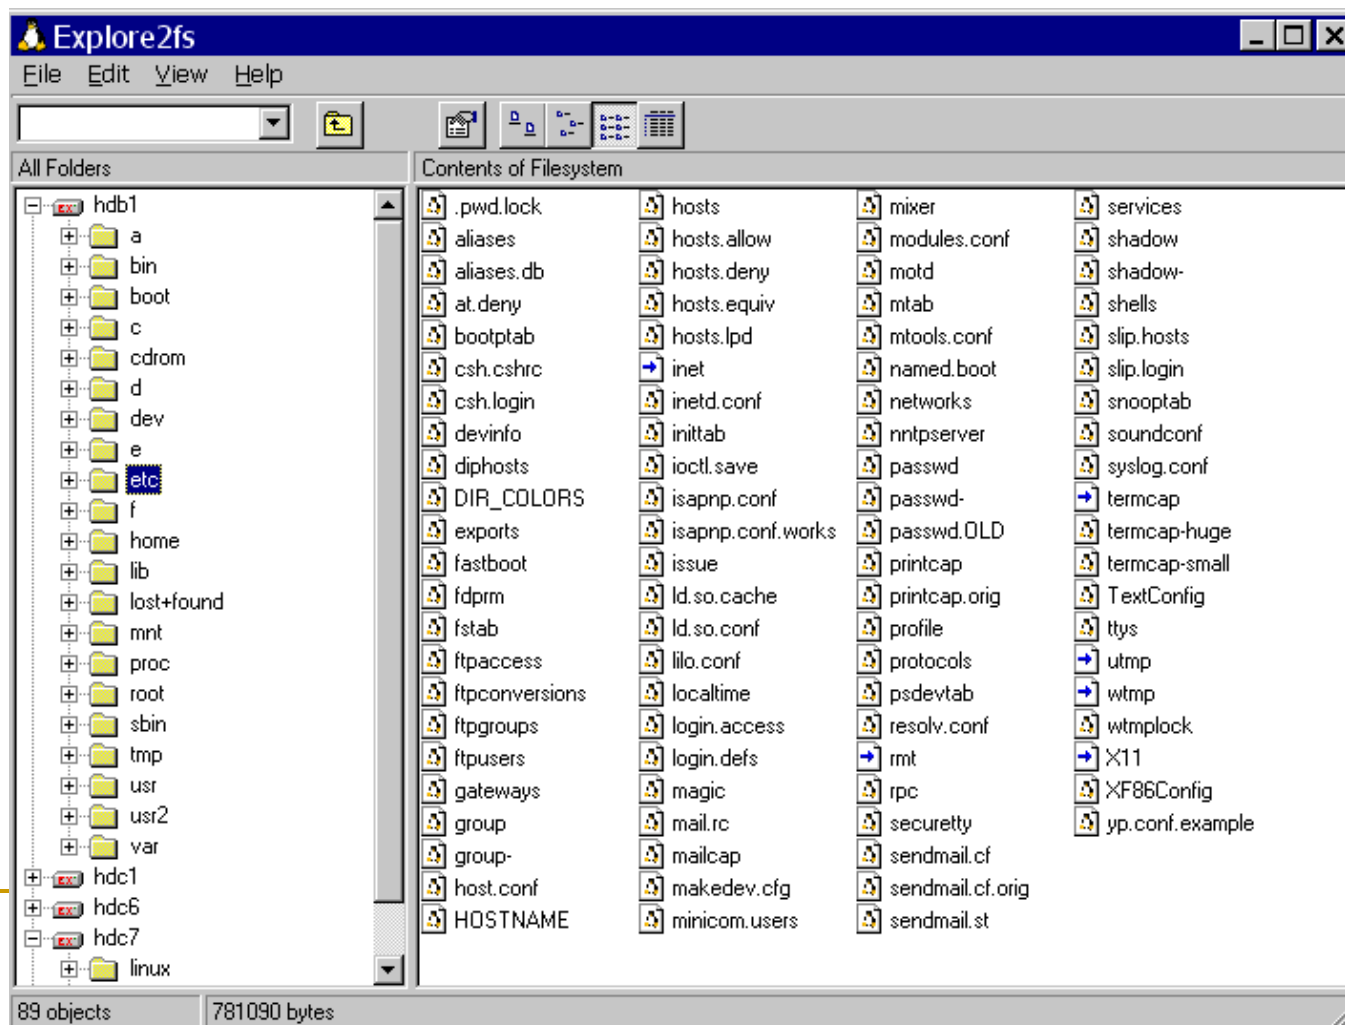 Explore2fs
File Edit View Help
All Folders
Contents of Filesystem
hdb1
a
bin
boot
c
cdrom
d
dev
e
etc
f
home
lib
lost+found
mnt
proc
root
sbin
tmp
usr
usr2
var
hdc1
hdc6
hdc7
linux
.pwd.lock
aliases
aliases.db
at.deny
bootptab
csh.cshrc
csh.login
devinfo
diphosts
DIR_COLORS
exports
fastboot
fdprm
fstab
ftpaccess
ftpconversions
ftpgroups
ftpusers
gateways
group
group-
host.conf
HOSTNAME
hosts
hosts.allow
hosts.deny
hosts.equiv
hosts.lpd
inet
inetd.conf
inittab
ioctl.save
isapnp.conf
isapnp.conf.works
issue
ld.so.cache
ld.so.conf
lilo.conf
localtime
login.access
login.defs
magic
mail.rc
mailcap
makedev.cfg
minicom.users
mixer
modules.conf
motd
mtab
mtools.conf
named.boot
networks
nntpserver
passwd
passwd-
passwd.OLD
printcap
printcap.orig
profile
protocols
psdevtab
resolv.conf
rmt
rpc
securetty
sendmail.cf
sendmail.cf.orig
sendmail.st
services
shadow
shadow-
shells
slip.hosts
slip.login
snooptab
soundconf
syslog.conf
termcap
termcap-huge
termcap-small
TextConfig
ttys
utmp
wtmp
wtmplock
X11
XF86Config
yp.conf.example
89 objects
781090 bytes